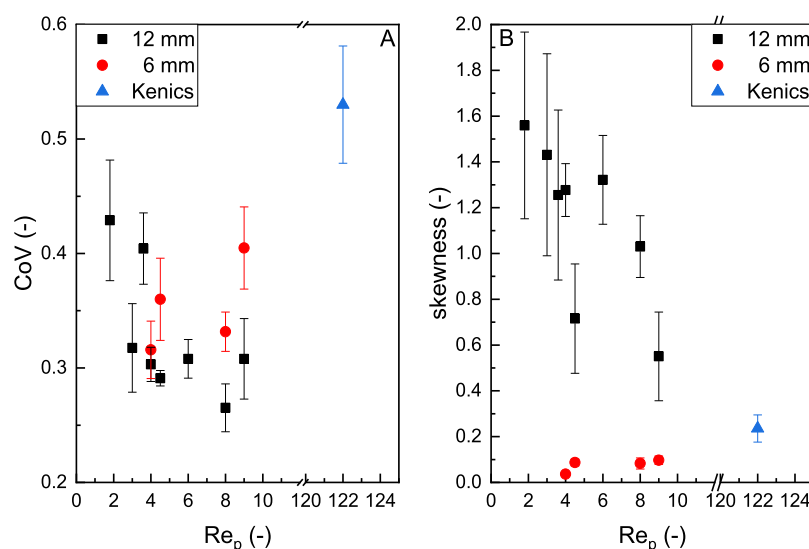 0.6
0.5
0.4
0.3
0.2
CoV (-)
12 mm
6 mm
Kenics
A
0 2 4 6 8 10 120 122 124
Re_p (-)
2.0
1.8
1.6
1.4
1.2
1.0
0.8
0.6
0.4
0.2
0.0
skewness (-)
B
12 mm
6 mm
Kenics
0 2 4 6 8 10 120 122 124
Re_p (-)